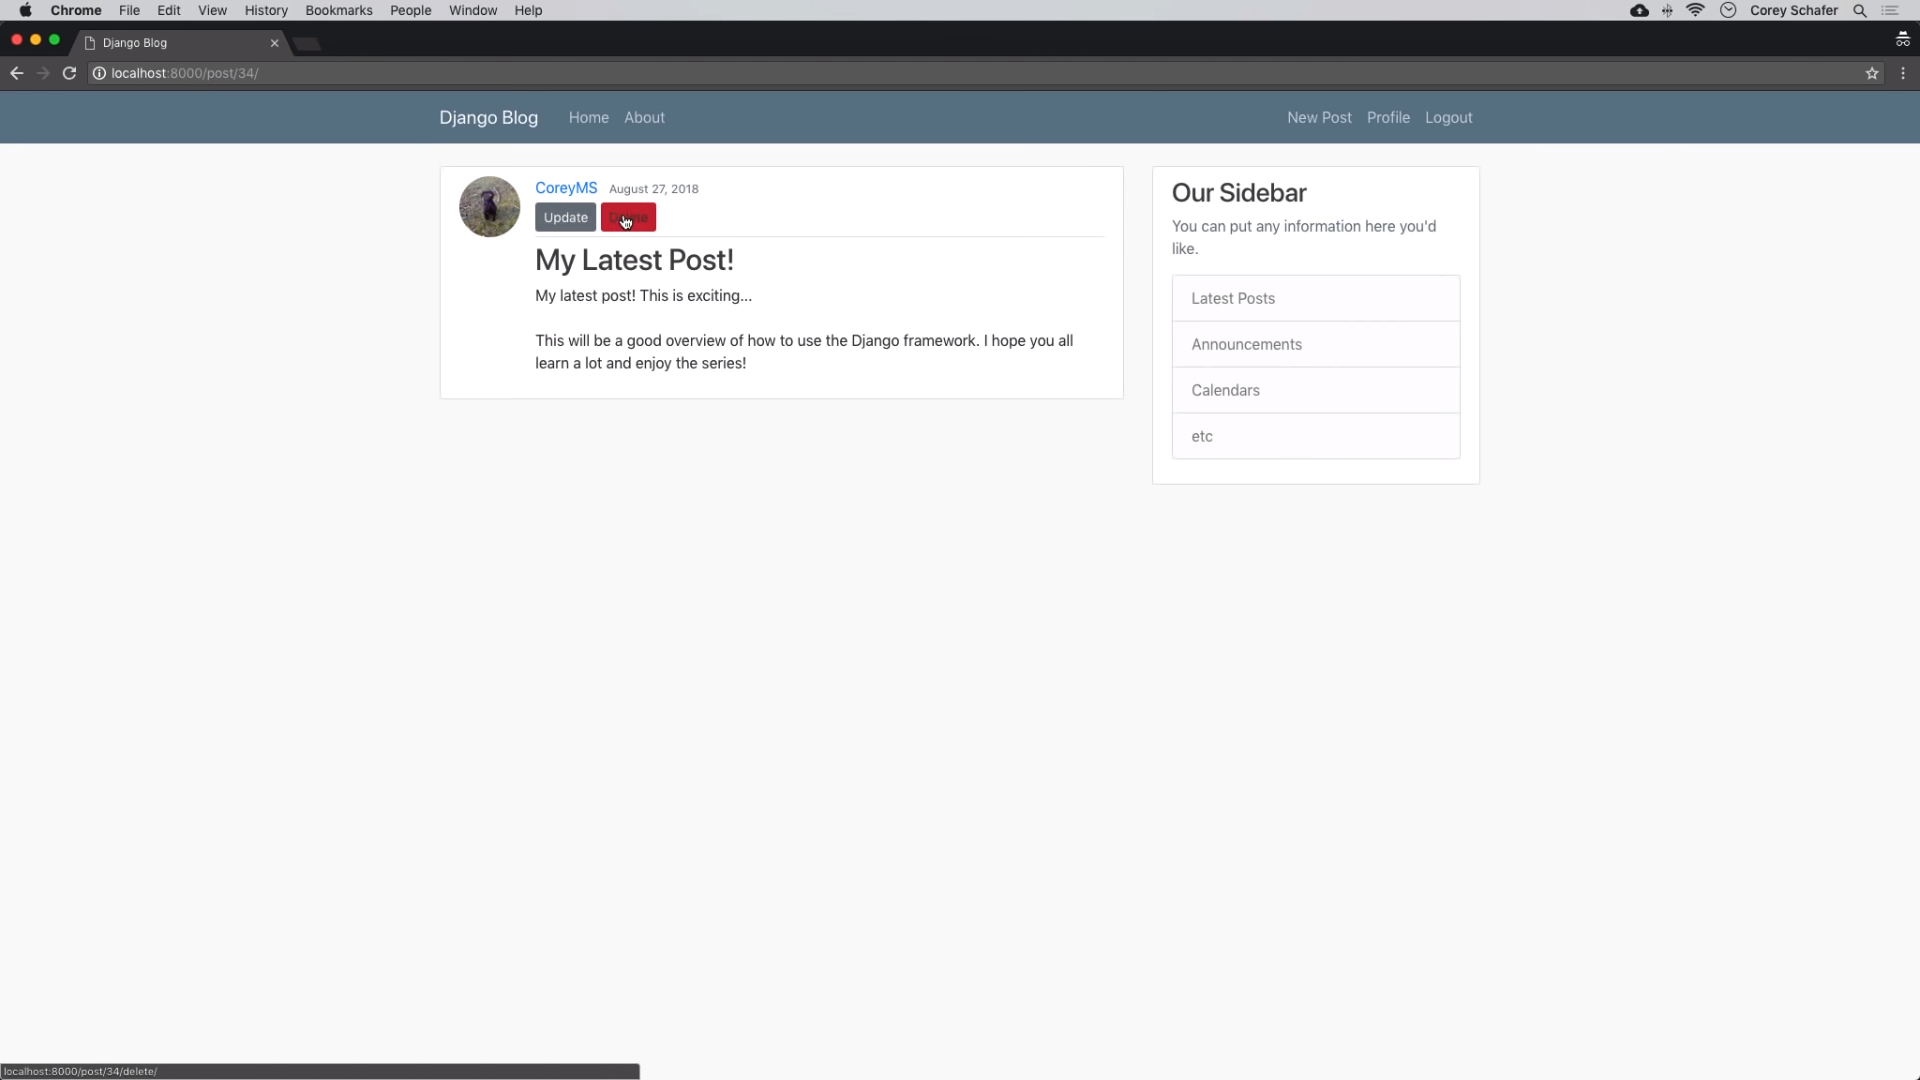 Chrome File Edit View History Bookmarks People Window Help Corey Schafer
Django Blog
localhost:8000/post/34/
Django Blog Home About New Post Profile Logout
CoreyMS August 27, 2018
Update Delete
My Latest Post!
My latest post! This is exciting...
This will be a good overview of how to use the Django framework. I hope you all
learn a lot and enjoy the series!
Our Sidebar
You can put any information here you'd
like.
Latest Posts
Announcements
Calendars
etc
localhost:8000/post/34/delete/